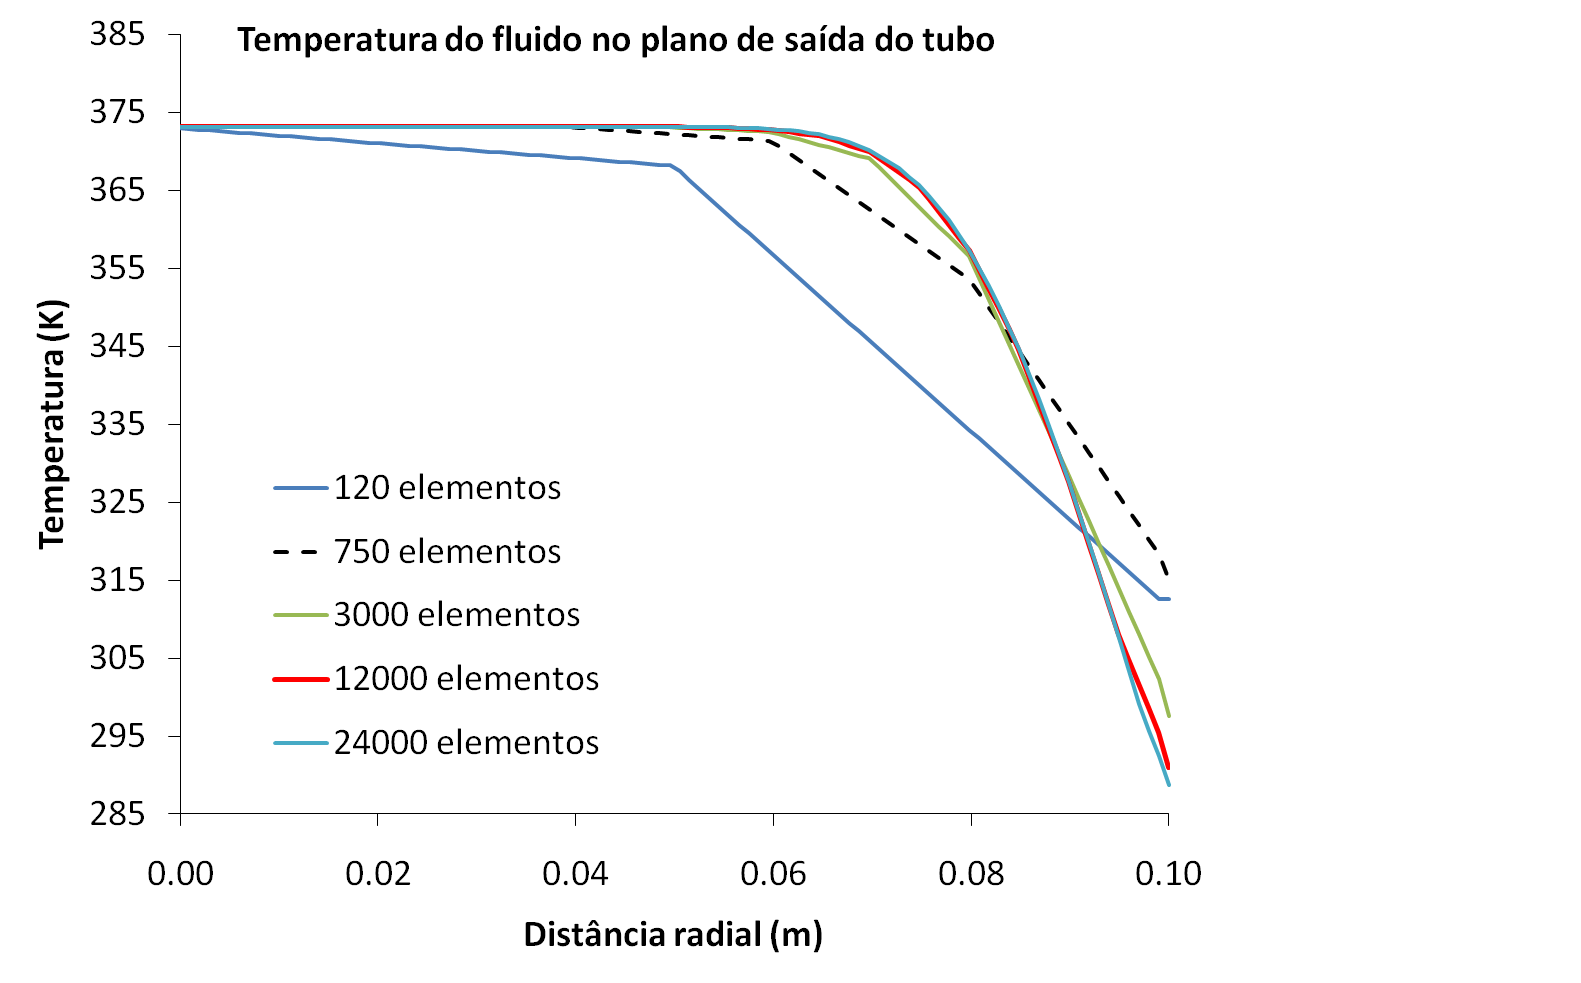 Temperatura do fluido no plano de saída do tubo
385
375
365
355
345
335
325
315
305
295
285
Temperatura (K)
120 elementos
750 elementos
3000 elementos
12000 elementos
24000 elementos
0.00 0.02 0.04 0.06 0.08 0.10
Distância radial (m)